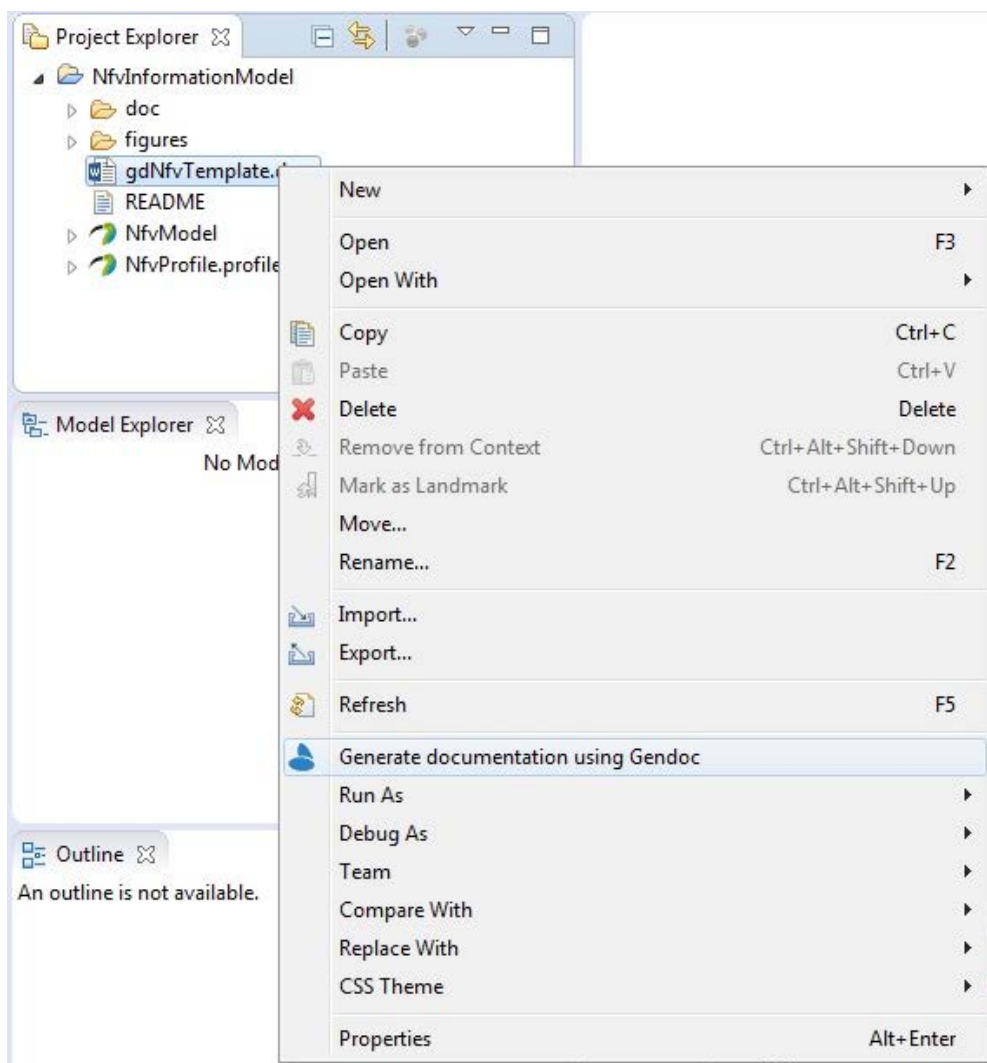 Project Explorer
NfvInformationModel
doc
figures
gdNfvTemplate.
README
NfvModel
NfvProfile.profile
Model Explorer
No Mod
Outline
An outline is not available.
New
Open F3
Open With
Copy Ctrl+C
Paste Ctrl+V
Delete Delete
Remove from Context Ctrl+Alt+Shift+Down
Mark as Landmark Ctrl+Alt+Shift+Up
Move...
Rename... F2
Import...
Export...
Refresh F5
Generate documentation using Gendoc
Run As
Debug As
Team
Compare With
Replace With
CSS Theme
Properties Alt+Enter